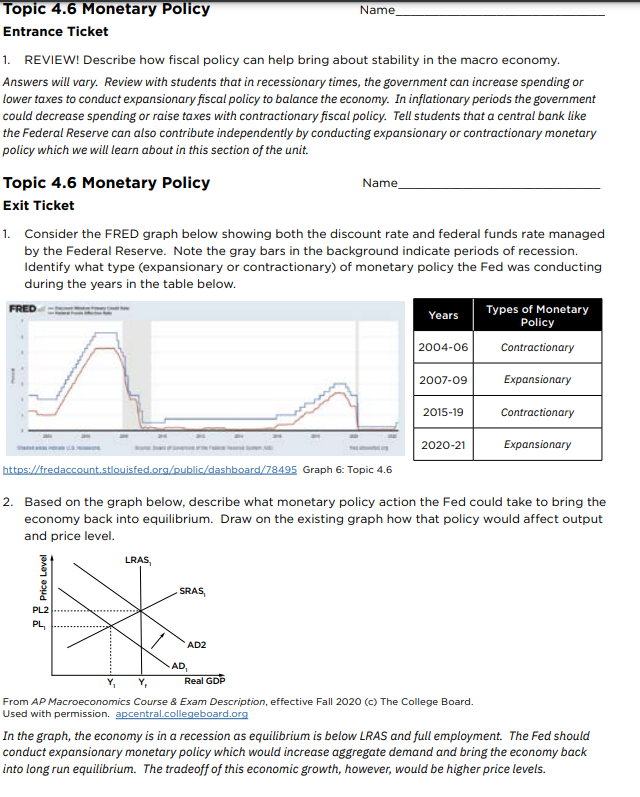 Topic 4.6 Monetary Policy Name
Entrance Ticket
1. REVIEW! Describe how fiscal policy can help bring about stability in the macro economy.
Answers will vary. Review with students that in recessionary times, the government can increase spending or
lower taxes to conduct expansionary fiscal policy to balance the economy. In inflationary periods the government
could decrease spending or raise taxes with contractionary fiscal policy. Tell students that a central bank like
the Federal Reserve can also contribute independently by conducting expansionary or contractionary monetary
policy which we will learn about in this section of the unit.
Topic 4.6 Monetary Policy Name
Exit Ticket
1. Consider the FRED graph below showing both the discount rate and federal funds rate managed
by the Federal Reserve. Note the gray bars in the background indicate periods of recession.
Identify what type (expansionary or contractionary) of monetary policy the Fed was conducting
during the years in the table below.
FRED
Years Types of Monetary
Policy
2004-06 Contractionary
2007-09 Expansionary
2015-19 Contractionary
2020-21 Expansionary
https://fredaccount.stlouisfed.org/public/dashboard/78495 Graph 6: Topic 4.6
2. Based on the graph below, describe what monetary policy action the Fed could take to bring the
economy back into equilibrium. Draw on the existing graph how that policy would affect output
and price level.
Price Level
LRAS₁
SRAS₁
PL2
PL₁
AD2
AD₁
Y₁ Yf Real GDP
From AP Macroeconomics Course & Exam Description, effective Fall 2020 (c) The College Board.
Used with permission. apcentral.collegeboard.org
In the graph, the economy is in a recession as equilibrium is below LRAS and full employment. The Fed should
conduct expansionary monetary policy which would increase aggregate demand and bring the economy back
into long run equilibrium. The tradeoff of this economic growth, however, would be higher price levels.